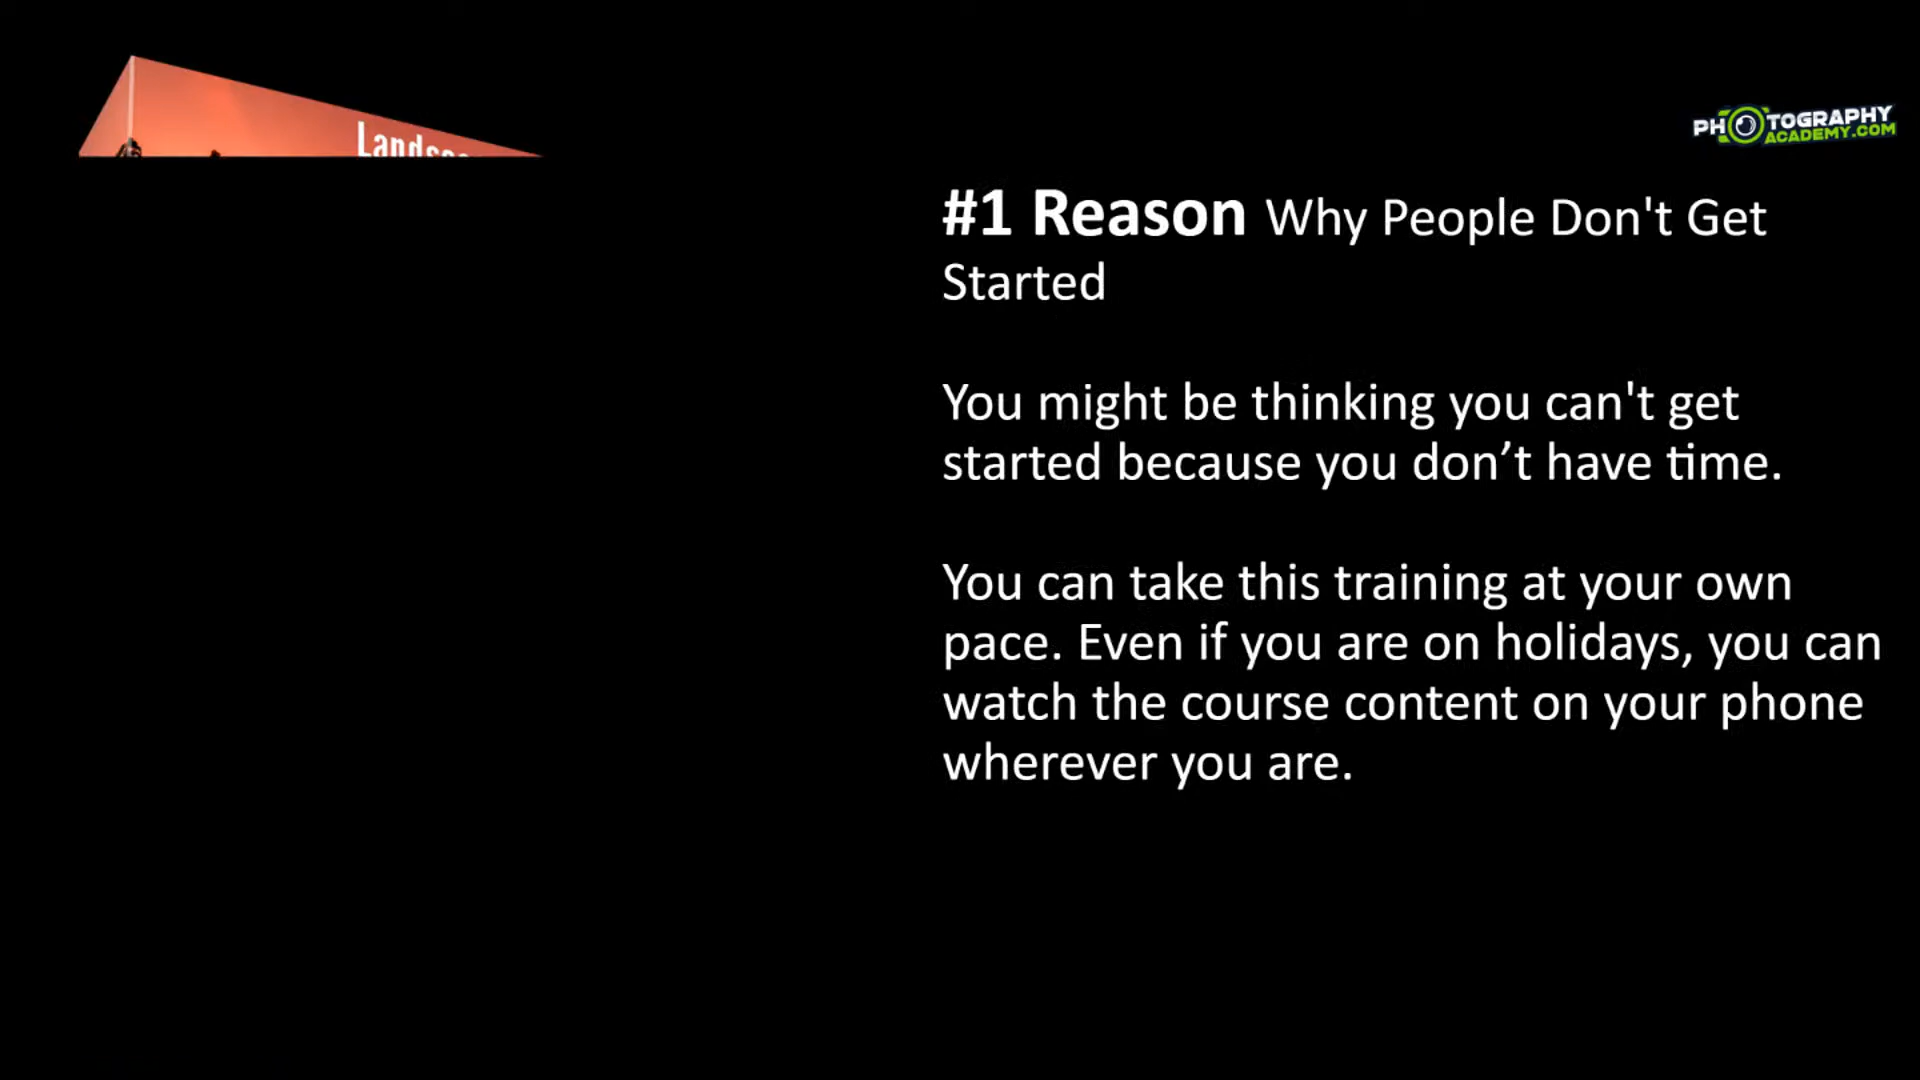 PHOTOGRAPHY
ACADEMY.COM
#1 Reason Why People Don't Get
Started
You might be thinking you can't get
started because you don’t have time.
You can take this training at your own
pace. Even if you are on holidays, you can
watch the course content on your phone
wherever you are.